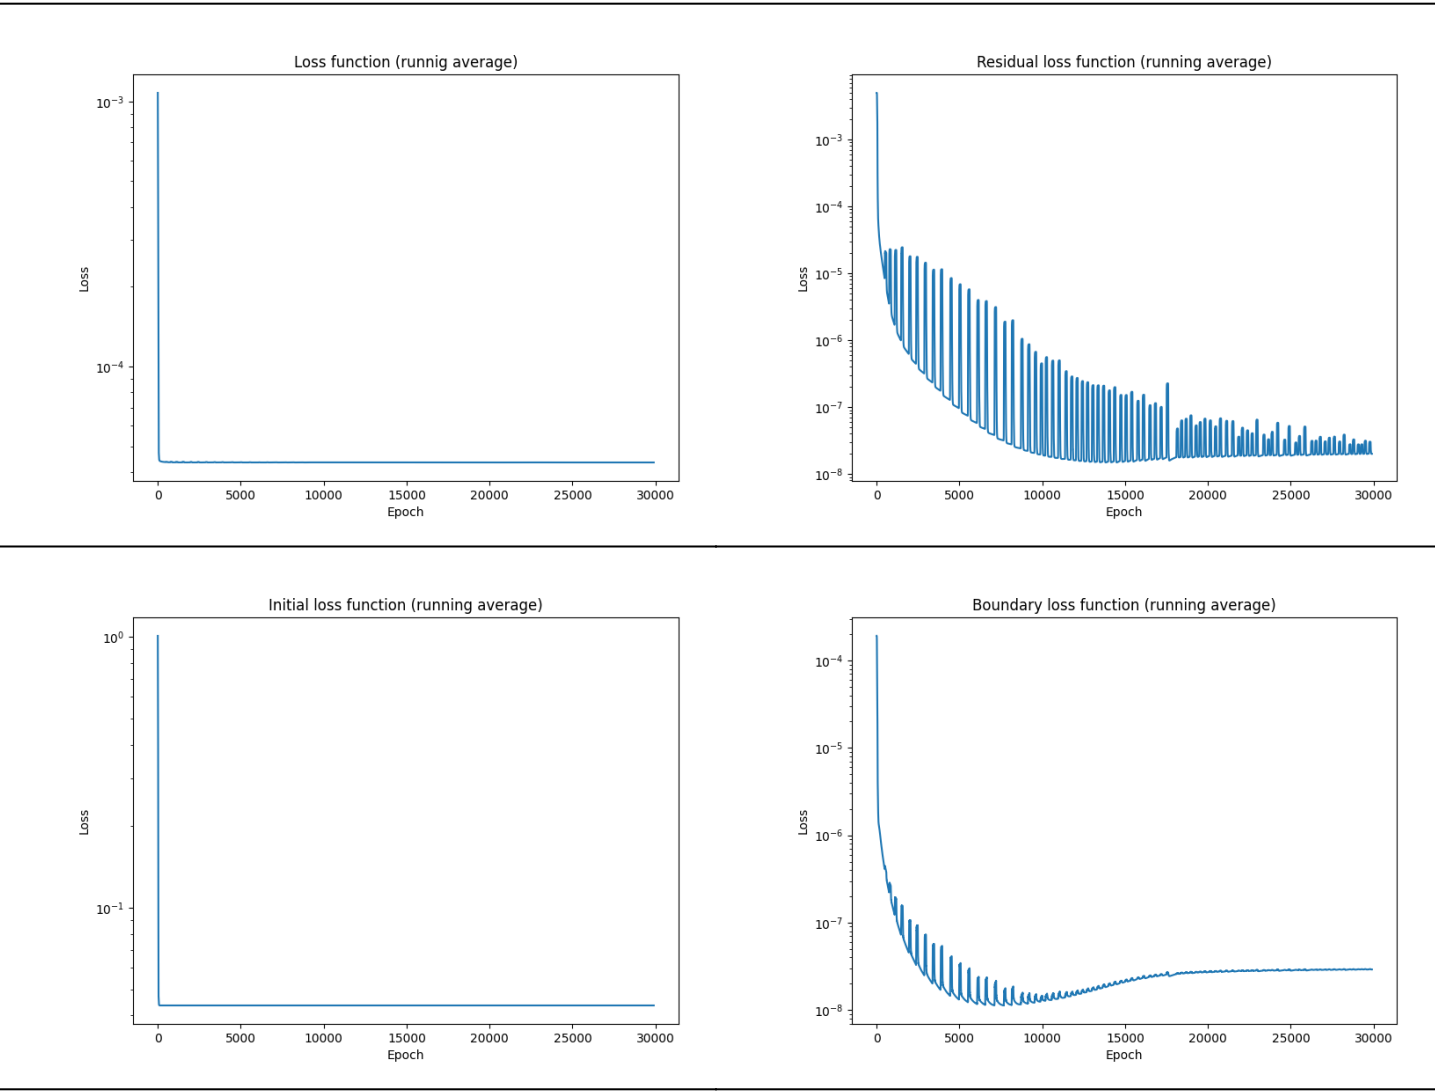 Loss function (runnig average)
10⁻³
10⁻⁴
Loss
0 5000 10000 15000 20000 25000 30000
Epoch
Residual loss function (running average)
10⁻³
10⁻⁴
10⁻⁵
10⁻⁶
10⁻⁷
10⁻⁸
Loss
0 5000 10000 15000 20000 25000 30000
Epoch
Initial loss function (running average)
10⁰
10⁻¹
Loss
0 5000 10000 15000 20000 25000 30000
Epoch
Boundary loss function (running average)
10⁻⁴
10⁻⁵
10⁻⁶
10⁻⁷
10⁻⁸
Loss
0 5000 10000 15000 20000 25000 30000
Epoch